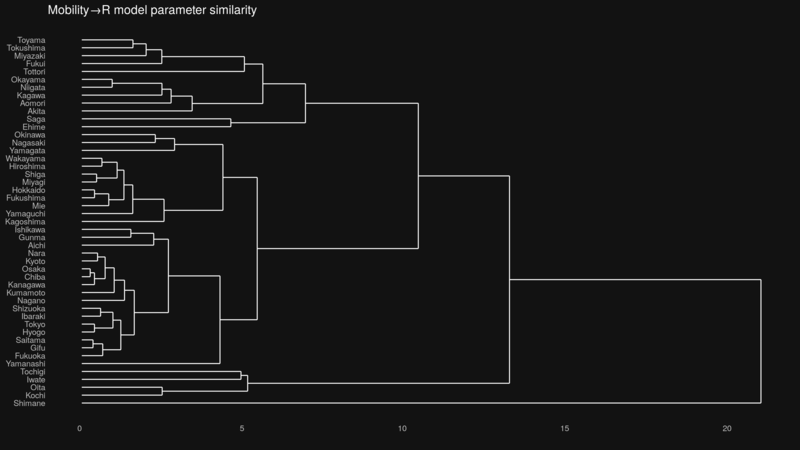 Mobility→R model parameter similarity
Toyama
Tokushima
Miyazaki
Fukui
Tottori
Okayama
Niigata
Kagawa
Aomori
Akita
Saga
Ehime
Okinawa
Nagasaki
Yamagata
Wakayama
Hiroshima
Shiga
Miyagi
Hokkaido
Fukushima
Mie
Yamaguchi
Kagoshima
Ishikawa
Gunma
Aichi
Nara
Kyoto
Osaka
Chiba
Kanagawa
Kumamoto
Nagano
Shizuoka
Ibaraki
Tokyo
Hyogo
Saitama
Gifu
Fukuoka
Yamanashi
Tochigi
Iwate
Oita
Kochi
Shimane
0 5 10 15 20